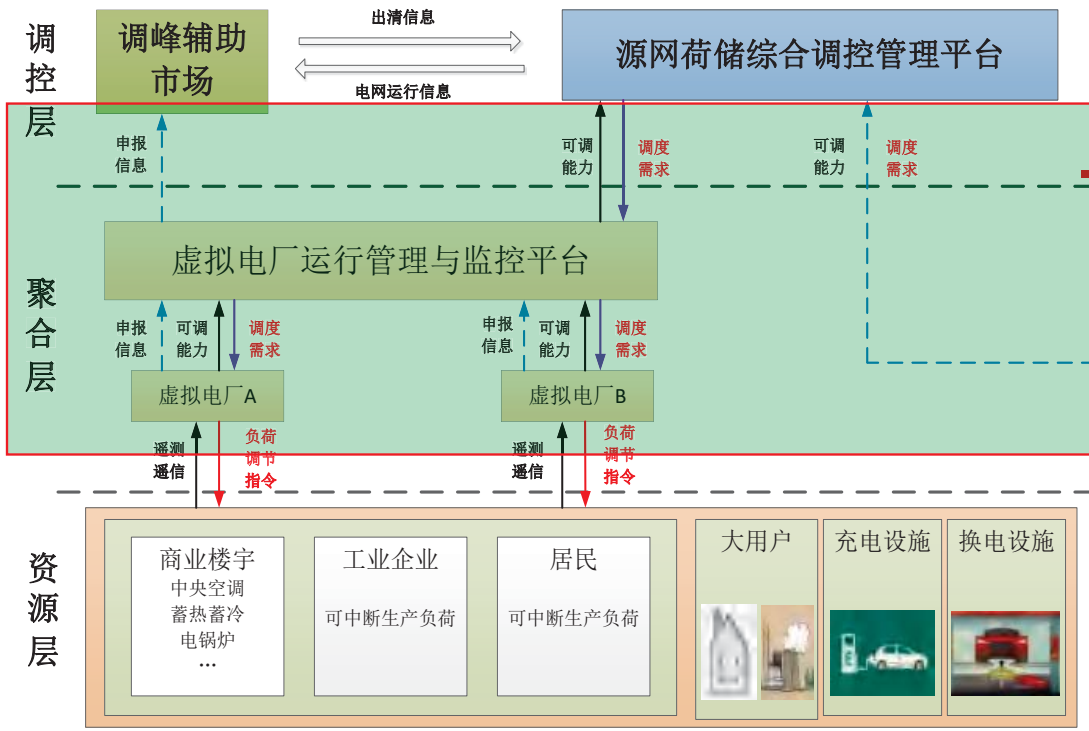 调控层
调峰辅助
市场
出清信息
电网运行信息
源网荷储综合调控管理平台
申报
信息
可调
能力
调度
需求
可调
能力
调度
需求
聚合层
虚拟电厂运行管理与监控平台
申报
信息
可调
能力
调度
需求
申报
信息
可调
能力
调度
需求
虚拟电厂A
虚拟电厂B
遥测
遥信
负荷
调节
指令
遥测
遥信
负荷
调节
指令
资源层
商业楼宇
中央空调
蓄热蓄冷
电锅炉
...
工业企业
可中断生产负荷
居民
可中断生产负荷
大用户
充电设施
换电设施